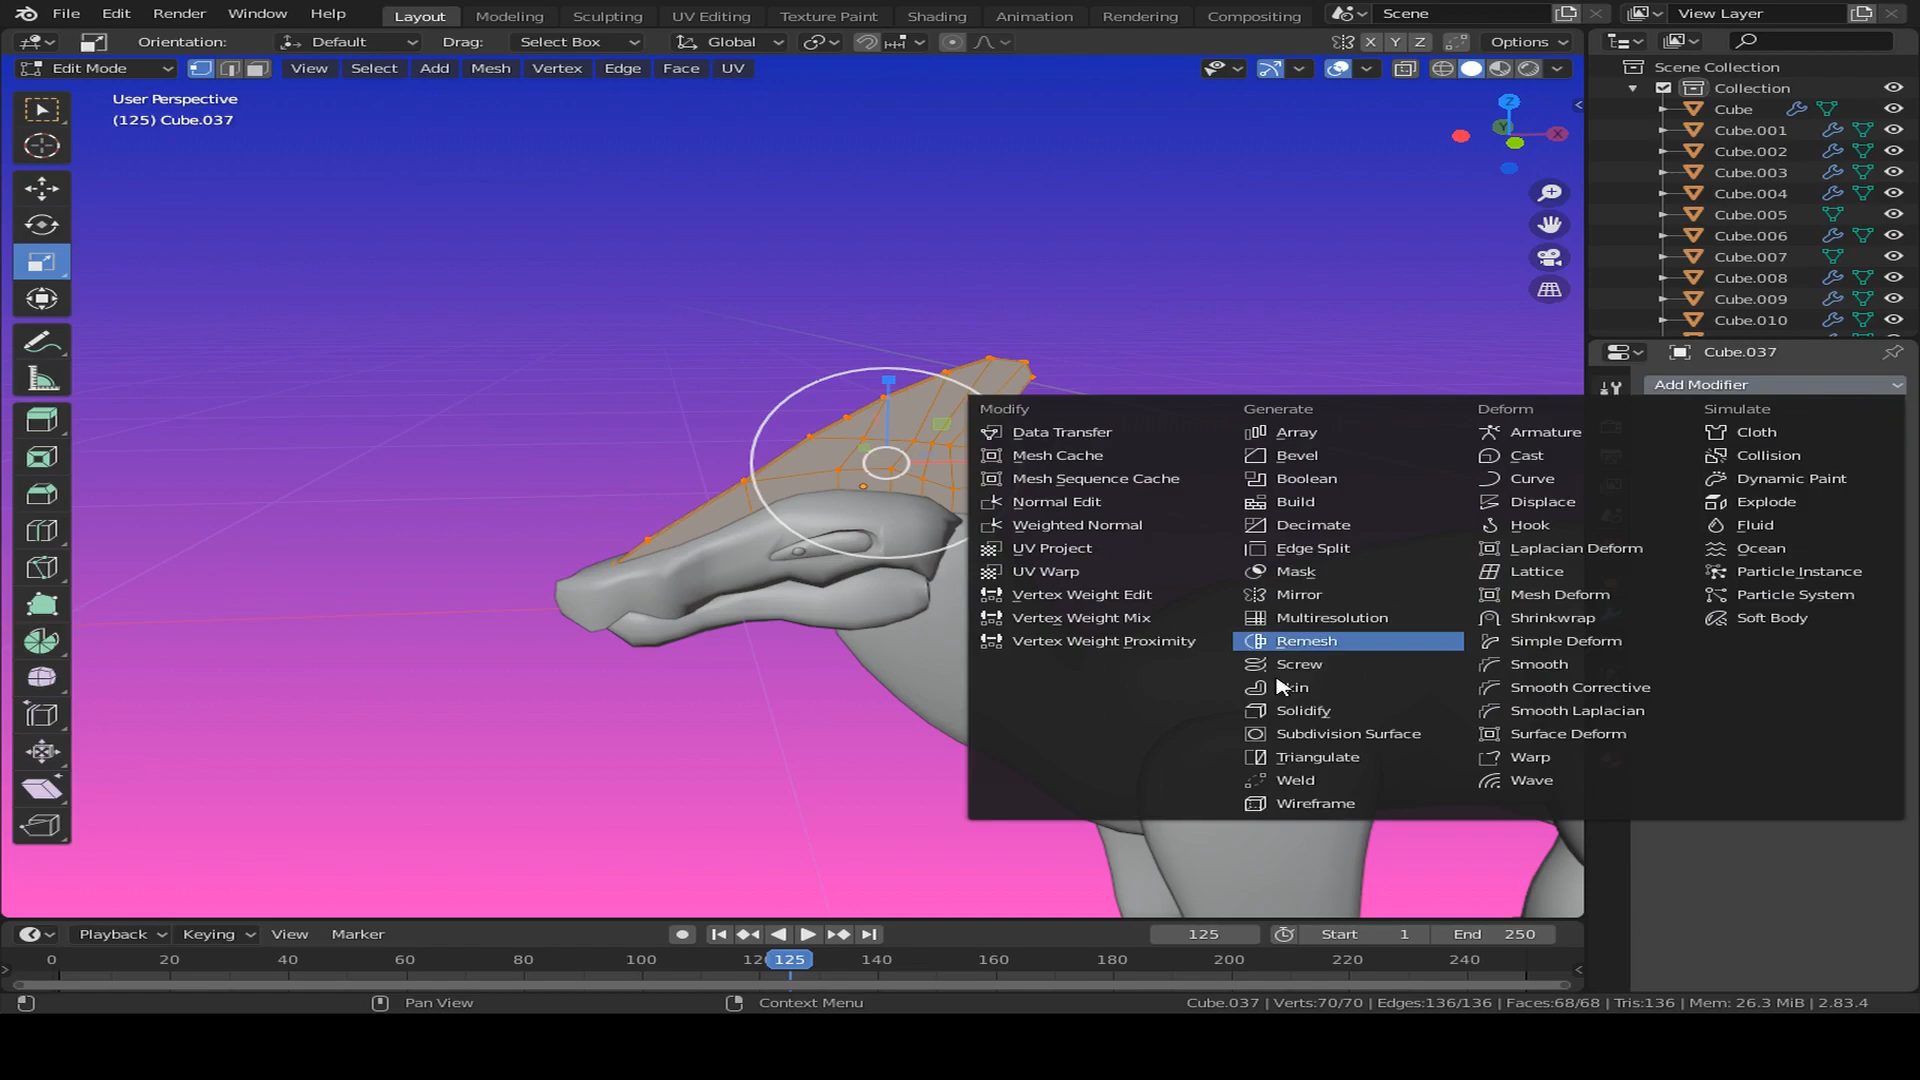 File Edit Render Window Help Layout Modeling Sculpting UV Editing Texture Paint Shading Animation Rendering Compositing Scene View Layer
Orientation: Default Drag: Select Box Global X Y Z Options
Edit Mode View Select Add Mesh Vertex Edge Face UV
User Perspective
(125) Cube.037
Z
Y
X
Scene Collection
Collection
Cube
Cube.001
Cube.002
Cube.003
Cube.004
Cube.005
Cube.006
Cube.007
Cube.008
Cube.009
Cube.010
Cube.037
Add Modifier
Modify
Data Transfer
Mesh Cache
Mesh Sequence Cache
Normal Edit
Weighted Normal
UV Project
UV Warp
Vertex Weight Edit
Vertex Weight Mix
Vertex Weight Proximity
Generate
Array
Bevel
Boolean
Build
Decimate
Edge Split
Mask
Mirror
Multiresolution
Remesh
Screw
Solidify
Subdivision Surface
Triangulate
Weld
Wireframe
Deform
Armature
Cast
Curve
Displace
Hook
Laplacian Deform
Lattice
Mesh Deform
Shrinkwrap
Simple Deform
Smooth
Smooth Corrective
Smooth Laplacian
Surface Deform
Warp
Wave
Simulate
Cloth
Collision
Dynamic Paint
Explode
Fluid
Ocean
Particle Instance
Particle System
Soft Body
Playback Keying View Marker 125 Start 1 End 250
0 20 40 60 80 100 125 140 160 180 200 220 240
Pan View Context Menu Cube.037 | Verts:70/70 | Edges:136/136 | Faces:68/68 | Tris:136 | Mem: 26.3 MiB | 2.83.4